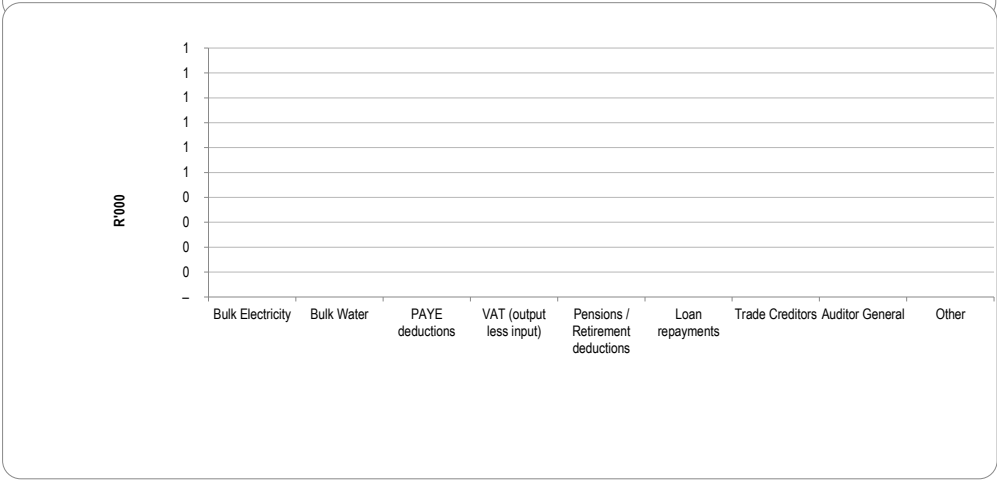 1
1
1
1
1
1
0
0
0
0
–
R'000
Bulk Electricity
Bulk Water
PAYE
deductions
VAT (output
less input)
Pensions /
Retirement
deductions
Loan
repayments
Trade Creditors
Auditor General
Other